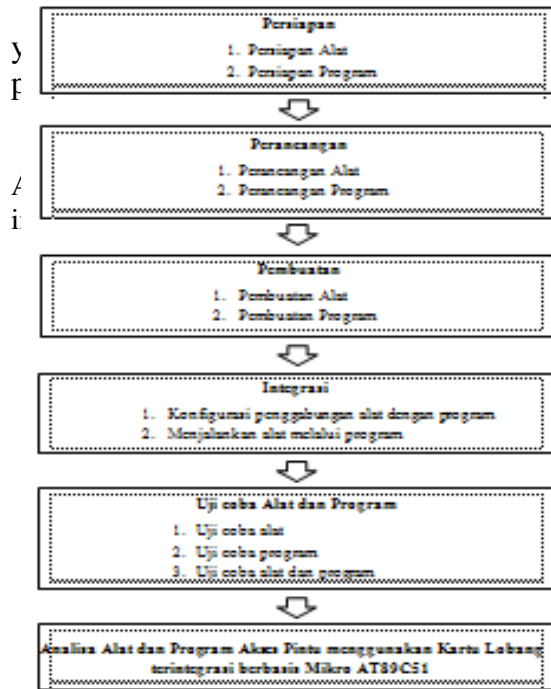 Persiapan
1. Persiapan Alat
2. Persiapan Program
Perancangan
1. Perancangan Alat
2. Perancangan Program
Pembuatan
1. Pembuatan Alat
2. Pembuatan Program
Integrasi
1. Konfigurasi penggabungan alat dengan program
2. Menjalankan alat melalui program
Uji coba Alat dan Program
1. Uji coba alat
2. Uji coba program
3. Uji coba alat dan program
Analisa Alat dan Program Akses Pintu menggunakan Kartu Lobang
terintegrasi berbasis Mikro AT89C51